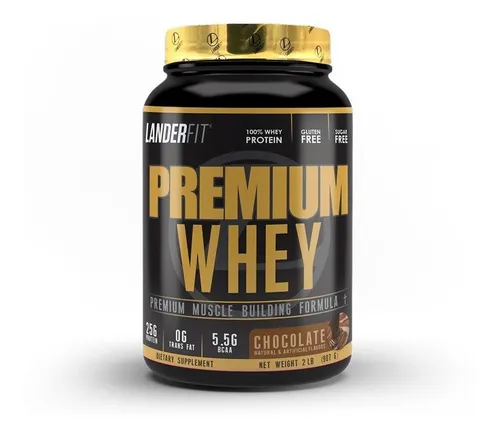 LANDERFIT
100% WHEY
PROTEIN
GLUTEN
FREE
SUGAR
FREE
PREMIUM
WHEY
PREMIUM MUSCLE BUILDING FORMULA +
25G
PROTEIN
0G
TRANS FAT
5.5G
BCAA
CHOCOLATE
NATURAL & ARTIFICIAL FLAVORS
DIETARY SUPPLEMENT
NET WEIGHT 2 LB (907 G)